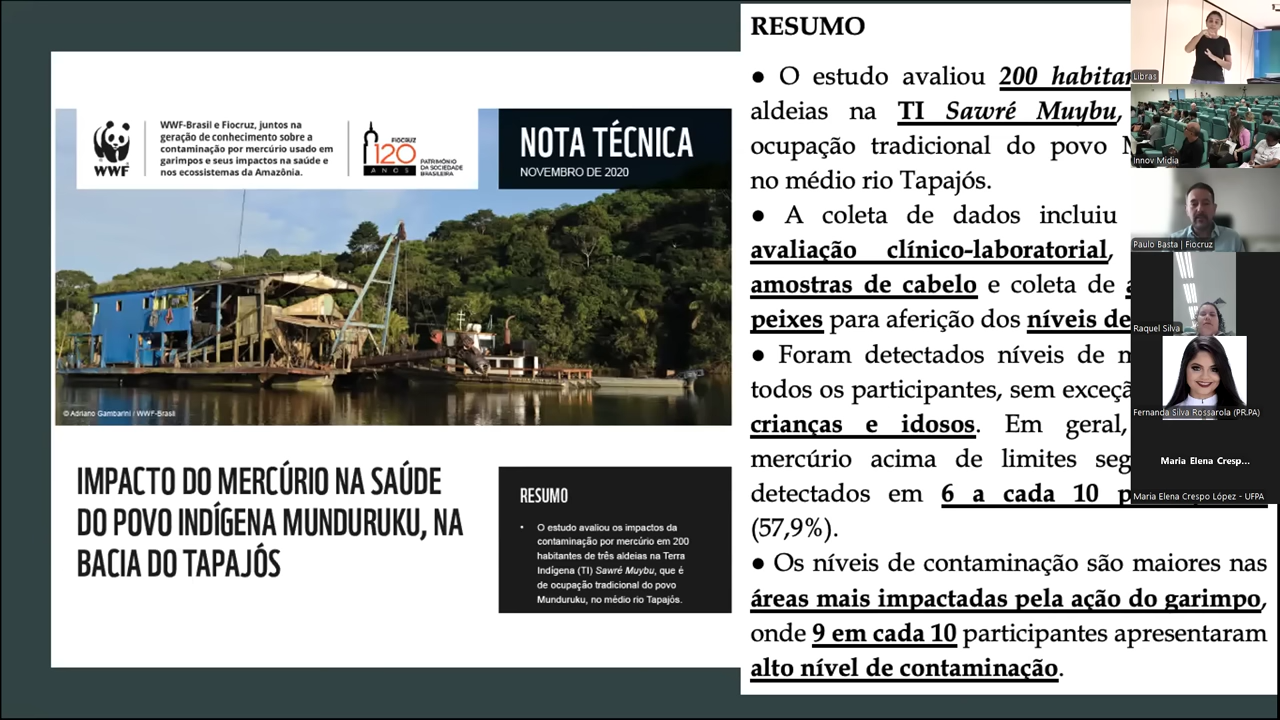 WWF
WWF-Brasil e Fiocruz, juntos na
geração de conhecimento sobre a
contaminação por mercúrio usado em
garimpos e seus impactos na saúde e
nos ecossistemas da Amazônia.
FIOCRUZ
120
ANOS
PATRIMÔNIO
DA SOCIEDADE
BRASILEIRA
NOTA TÉCNICA
NOVEMBRO DE 2020
© Adriano Gambarini / WWF-Brasil
IMPACTO DO MERCÚRIO NA SAÚDE
DO POVO INDÍGENA MUNDURUKU, NA
BACIA DO TAPAJÓS
RESUMO
• O estudo avaliou os impactos da
contaminação por mercúrio em 200
habitantes de três aldeias na Terra
Indígena (TI) Sawré Muybu, que é
de ocupação tradicional do povo
Munduruku, no médio rio Tapajós.
RESUMO
● O estudo avaliou 200
aldeias na TI Sawré Muybu,
ocupação tradicional do povo
no médio rio Tapajós.
● A coleta de dados incluiu
avaliação clínico-laboratorial,
amostras de cabelo e coleta de
peixes para aferição dos níveis de
● Foram detectados níveis de
todos os participantes, sem
crianças e idosos. Em geral,
mercúrio acima de limites
detectados em 6 a cada 10
(57,9%).
● Os níveis de contaminação são maiores nas
áreas mais impactadas pela ação do garimpo,
onde 9 em cada 10 participantes apresentaram
alto nível de contaminação.
Libras
Innov Midia
Paulo Basta | Fiocruz
Raquel Silva
Fernanda Silva Rossarola (PR.PA)
Maria Elena Cresp...
Maria Elena Crespo López - UFPA